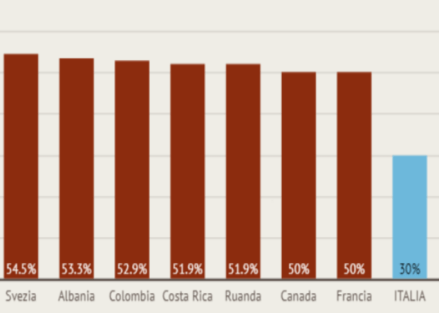 54.5% 53.3% 52.9% 51.9% 51.9% 50% 50% 30%
Svezia Albania Colombia Costa Rica Ruanda Canada Francia ITALIA